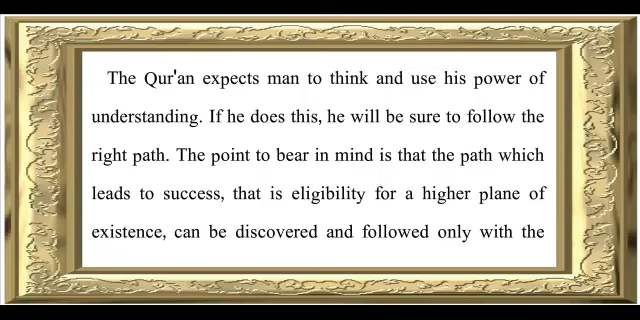 The Qur'an expects man to think and use his power of
understanding. If he does this, he will be sure to follow the
right path. The point to bear in mind is that the path which
leads to success, that is eligibility for a higher plane of
existence, can be discovered and followed only with the